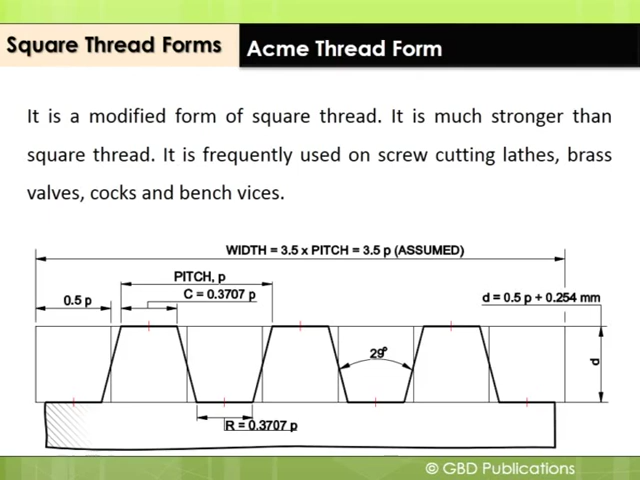 Square Thread Forms
Acme Thread Form
It is a modified form of square thread. It is much stronger than
square thread. It is frequently used on screw cutting lathes, brass
valves, cocks and bench vices.
WIDTH = 3.5 x PITCH = 3.5 p (ASSUMED)
PITCH, p
0.5 p
C = 0.3707 p
d = 0.5 p + 0.254 mm
29°
d
R = 0.3707 p
© GBD Publications